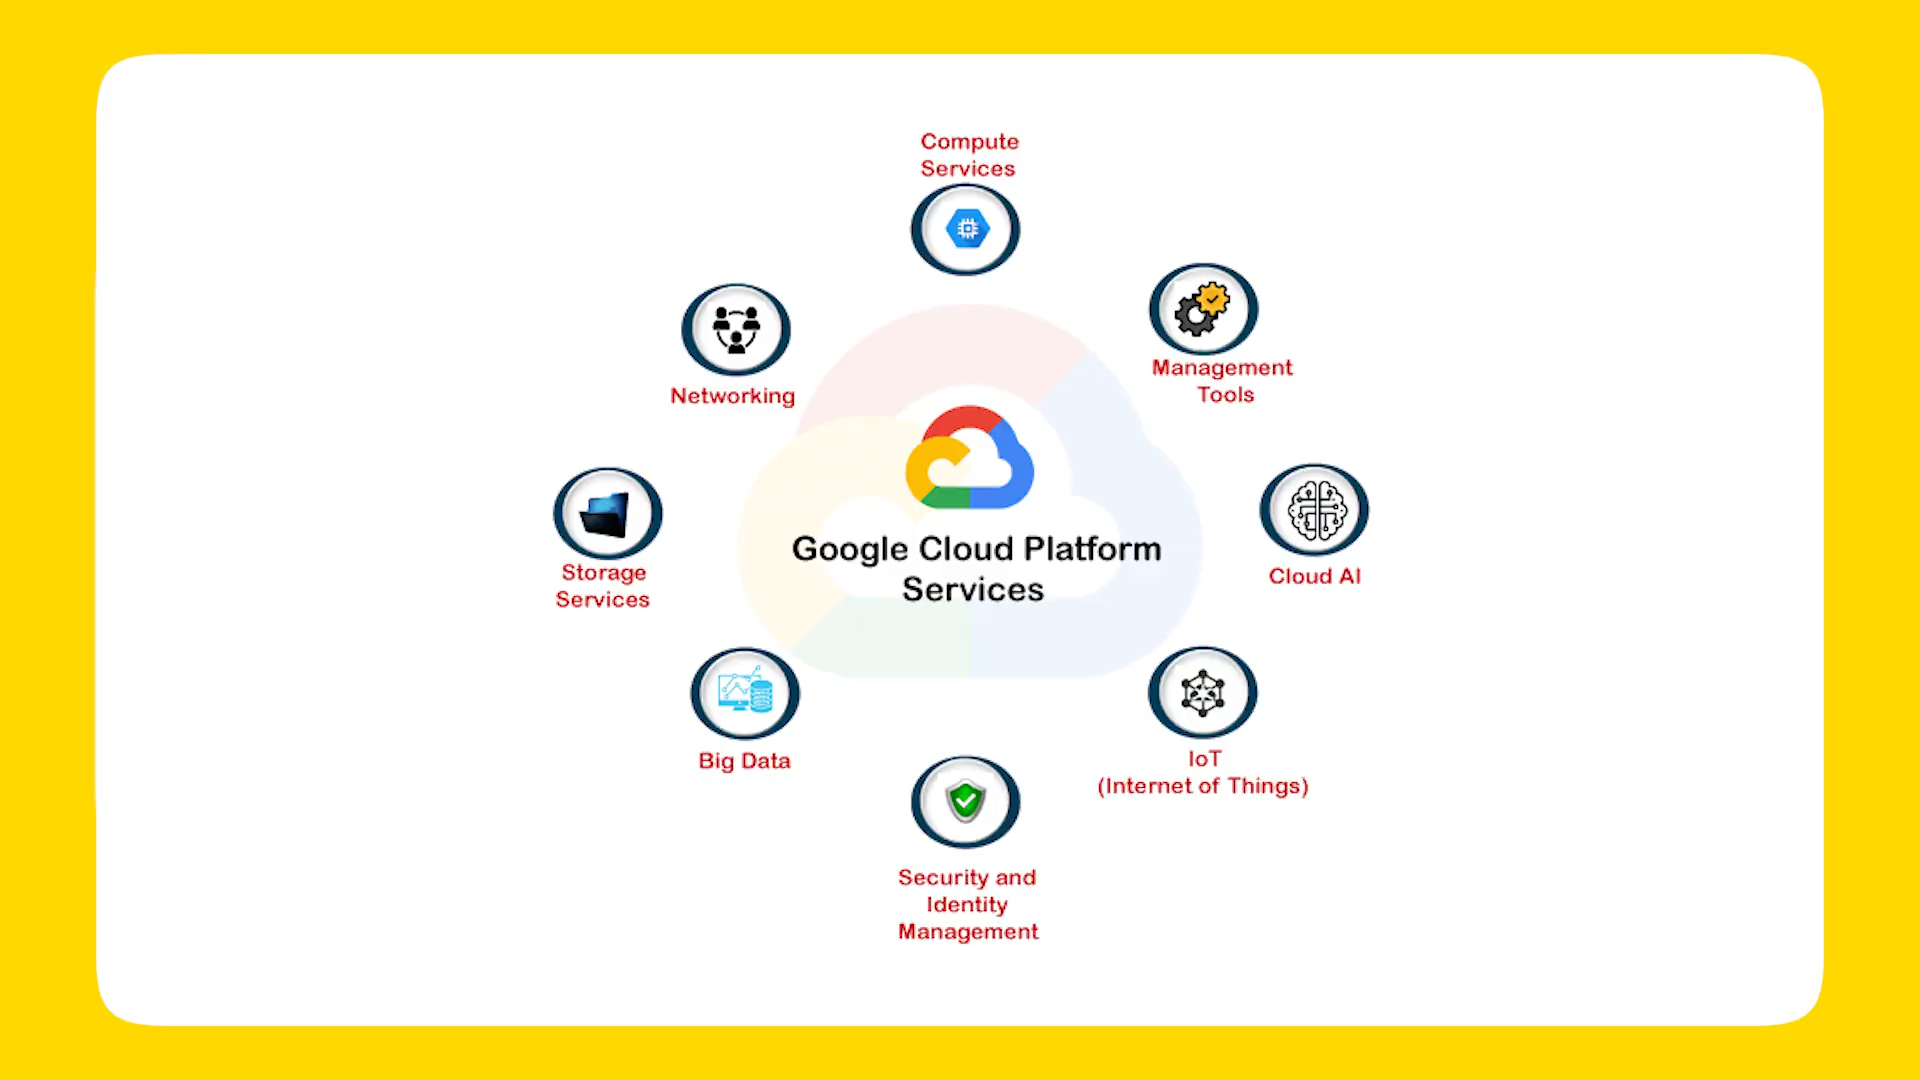 Compute
Services
Management
Tools
Networking
Google Cloud Platform
Services
Storage
Services
Cloud AI
Big Data
IoT
(Internet of Things)
Security and
Identity
Management